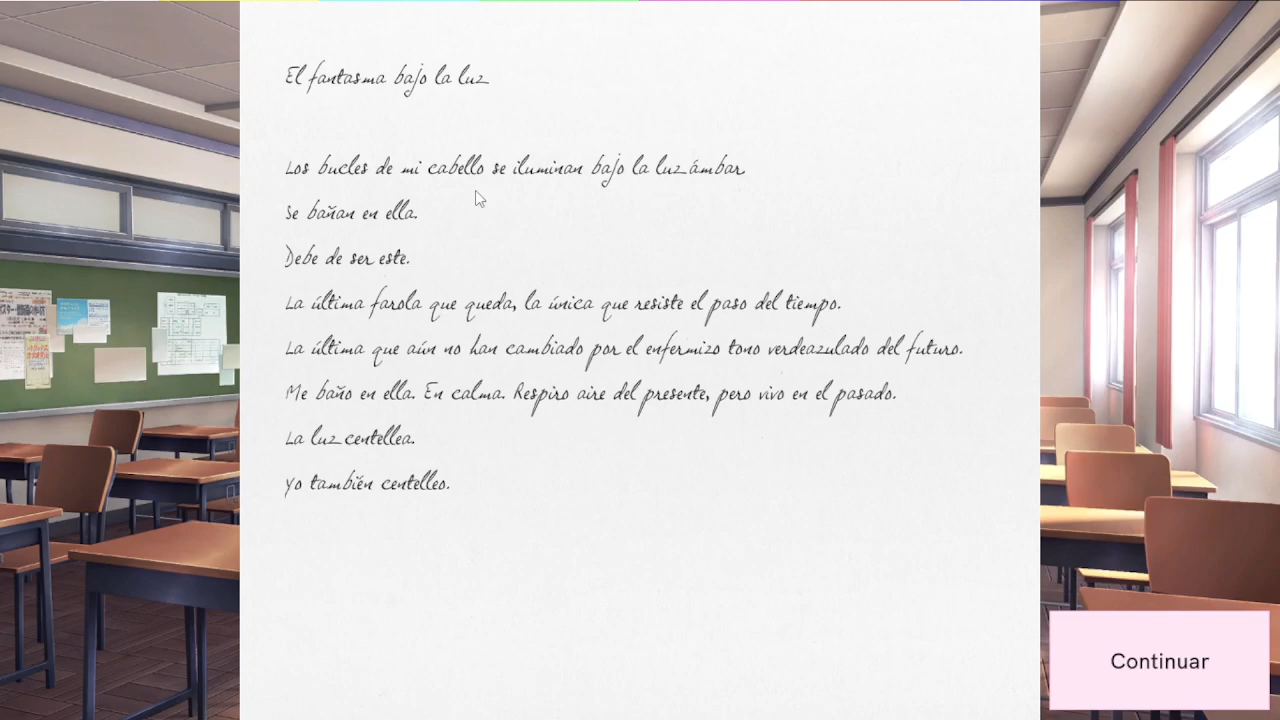 El fantasma bajo la luz
Los bucles de mi cabello se iluminan bajo la luz ámbar.
Se bañan en ella.
Debe de ser este.
La última farola que queda, la única que resiste el paso del tiempo.
La última que aún no han cambiado por el enfermizo tono verdeazulado del futuro.
Me baño en ella. En calma. Respiro aire del presente, pero vivo en el pasado.
La luz centellea.
Yo también centelleo.
Continuar